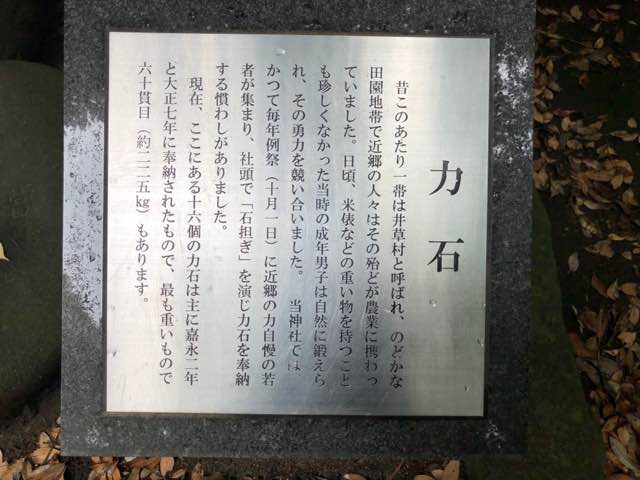 力石
昔このあたり一帯は井草村と呼ばれ、のどかな
田園地帯で近郷の人々はその殆どが農業に携わっ
ていました。日頃、米俵などの重い物を持つこと
も珍しくなかった当時の成年男子は自然に鍛えら
れ、その勇力を競い合いました。 当神社では、
かつて毎年例祭（十月一日）に近郷の力自慢の若
者が集まり、社頭で「石担ぎ」を演じ力石を奉納
する慣わしがありました。
現在、ここにある十六個の力石は主に嘉永二年
と大正七年に奉納されたもので、最も重いもので
六十貫目（約二二五kg）もあります。